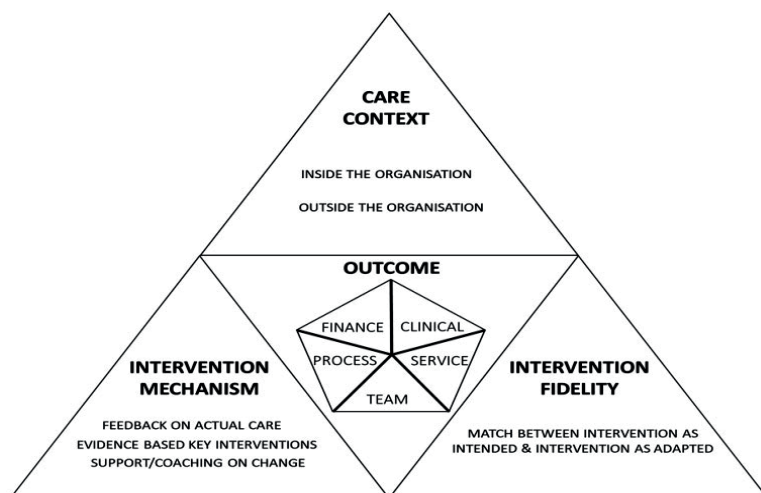 CARE
CONTEXT
INSIDE THE ORGANISATION
OUTSIDE THE ORGANISATION
OUTCOME
FINANCE
CLINICAL
PROCESS
SERVICE
TEAM
INTERVENTION
MECHANISM
FEEDBACK ON ACTUAL CARE
EVIDENCE BASED KEY INTERVENTIONS
SUPPORT/COACHING ON CHANGE
INTERVENTION
FIDELITY
MATCH BETWEEN INTERVENTION AS
INTENDED & INTERVENTION AS ADAPTED